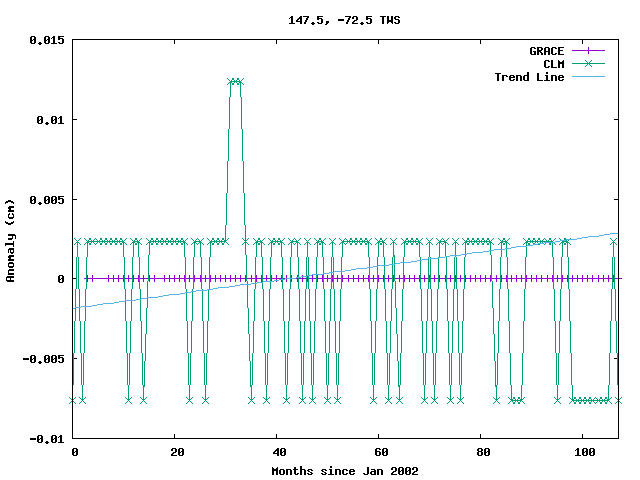 147.5, -72.5 TWS
0.015
0.01
0.005
0
-0.005
-0.01
Anomaly (cm)
GRACE
CLM
Trend Line
0 20 40 60 80 100
Months since Jan 2002